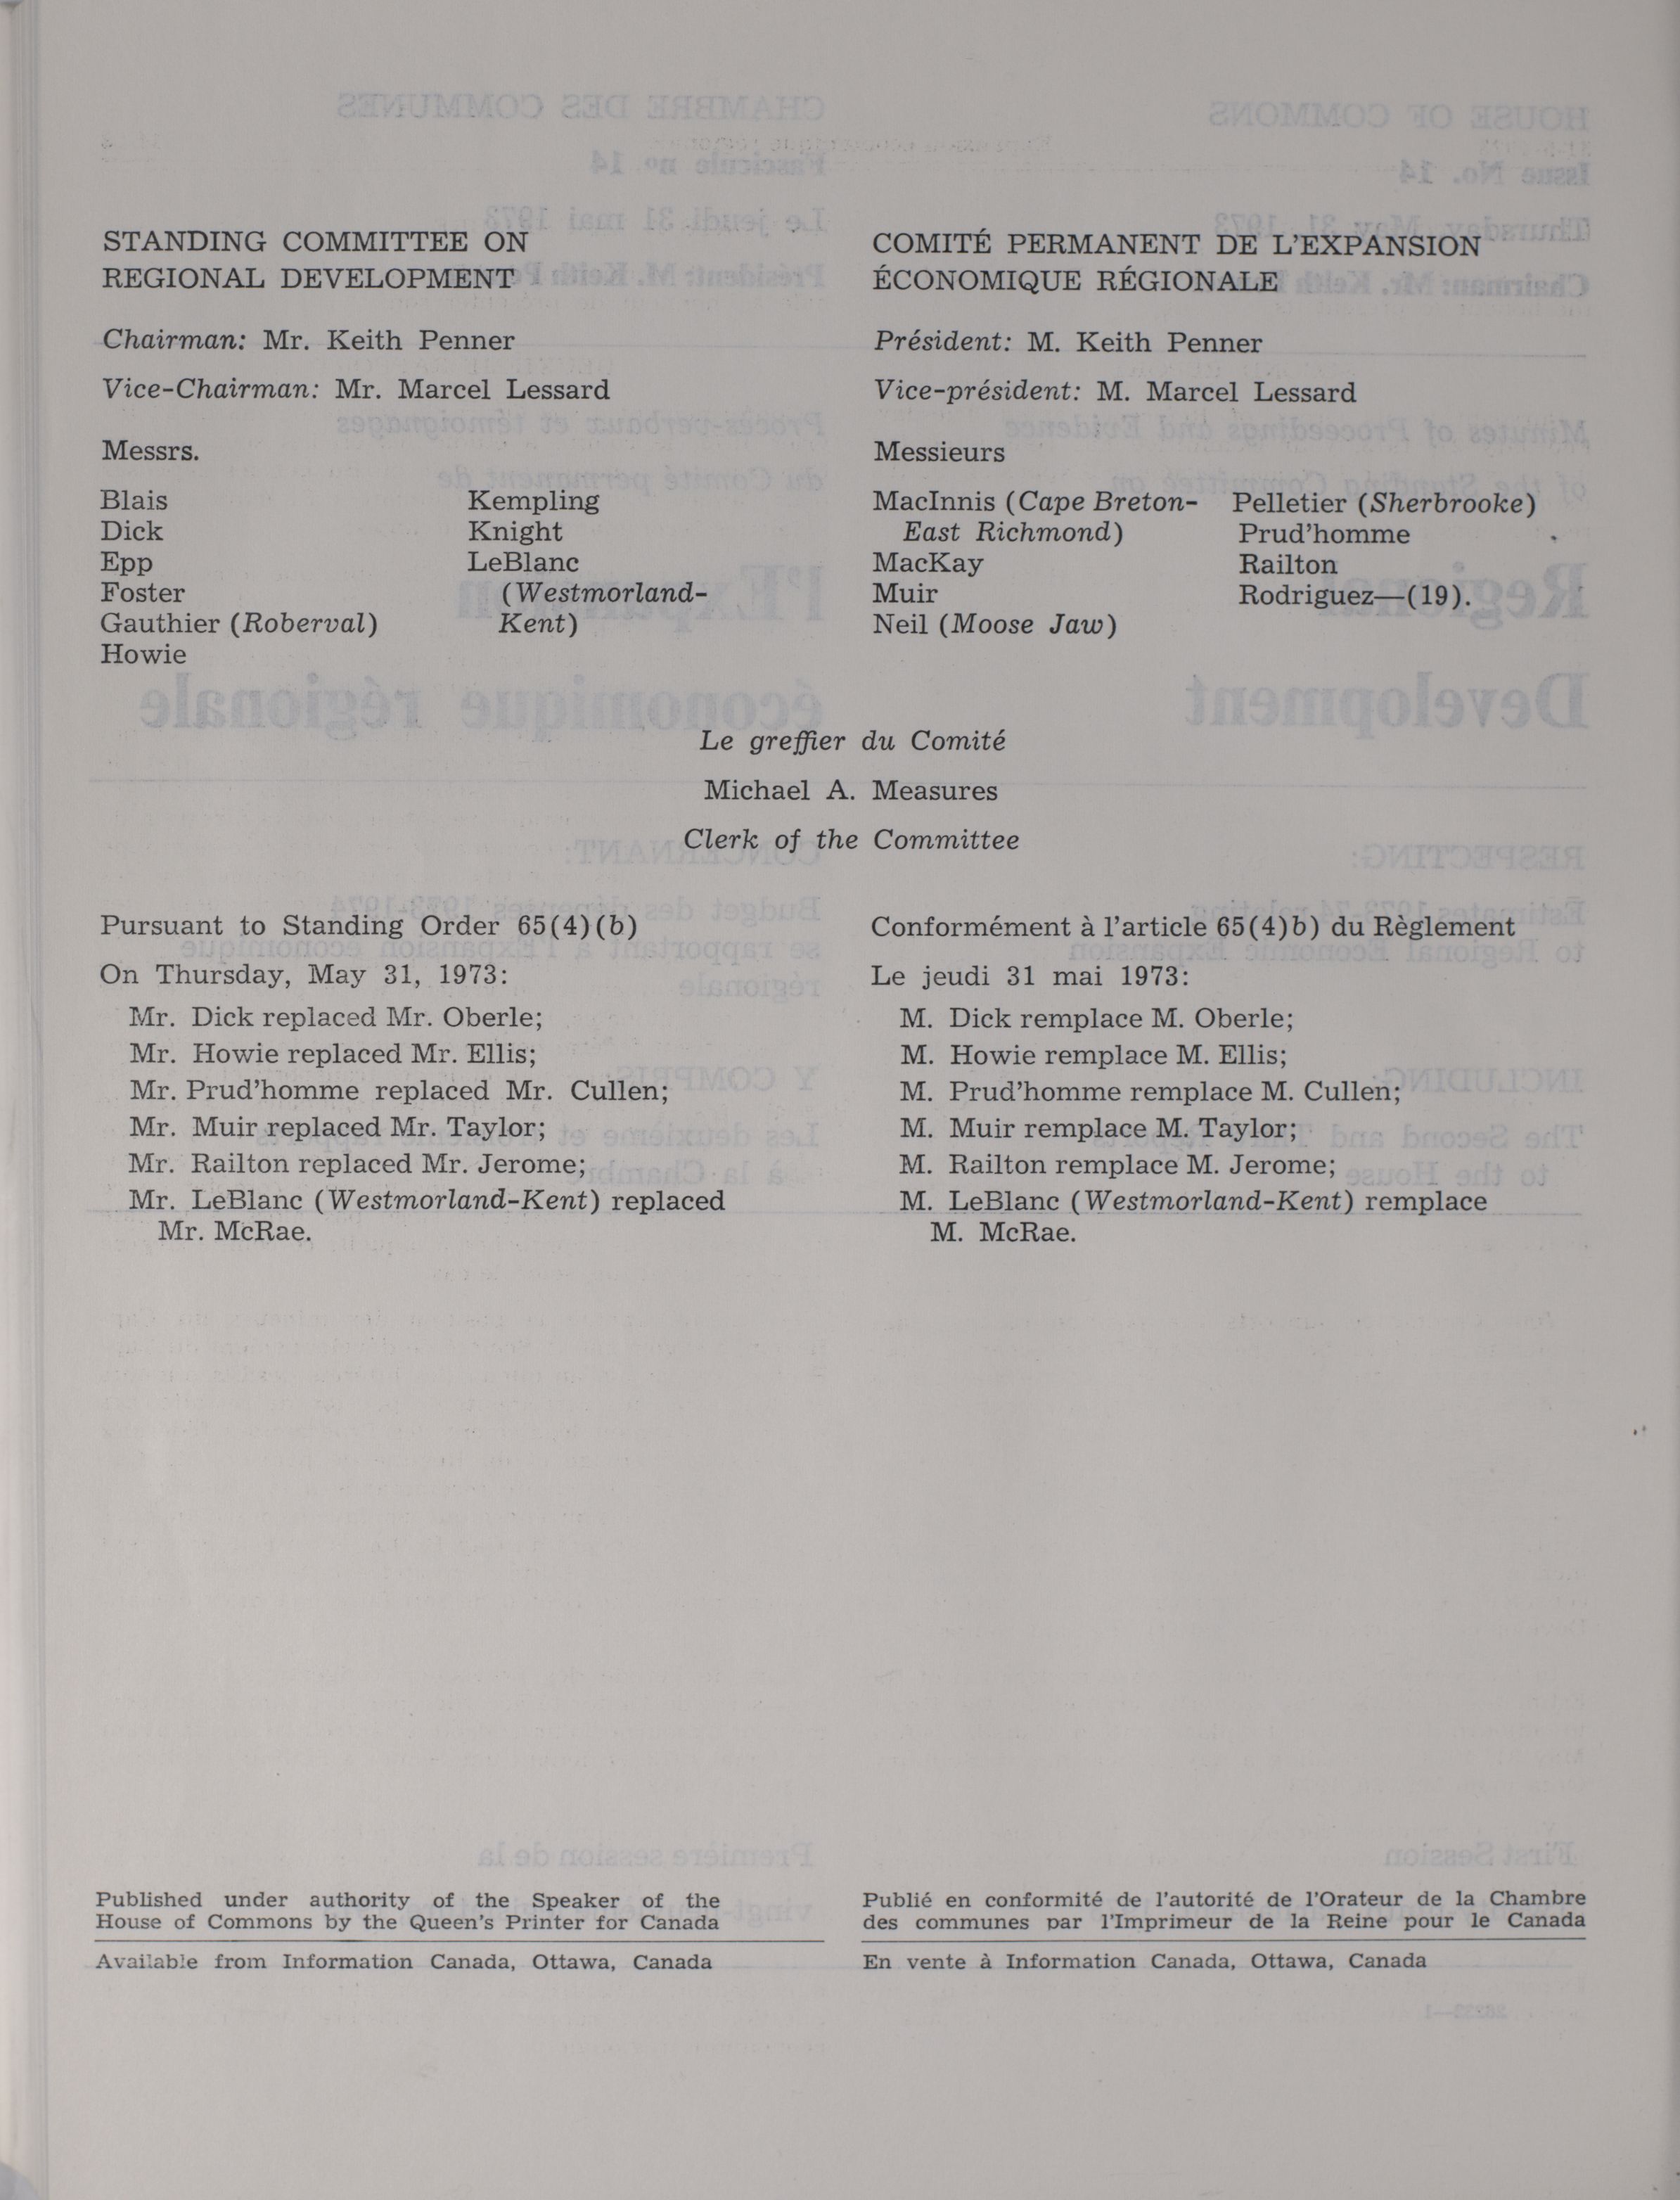 STANDING COMMITTEE ON
REGIONAL DEVELOPMENT
Chairman: Mr. Keith Penner
Vice-Chairman: Mr. Marcel Lessard
Messrs.
Blais
Dick
Epp
Foster
Gauthier (Roberval)
Howie
Kempling
Knight
LeBlanc
(Westmorland-
Kent)
COMITÉ PERMANENT DE L'EXPANSION
ÉCONOMIQUE RÉGIONALE
Président: M. Keith Penner
Vice-président: M. Marcel Lessard
Messieurs
MacInnis (Cape Breton-
East Richmond)
MacKay
Muir
Neil (Moose Jaw)
Pelletier (Sherbrooke)
Prud'homme
Railton
Rodriguez—(19).
Le greffier du Comité
Michael A. Measures
Clerk of the Committee
Pursuant to Standing Order 65(4)(b)
On Thursday, May 31, 1973:
Mr. Dick replaced Mr. Oberle;
Mr. Howie replaced Mr. Ellis;
Mr. Prud'homme replaced Mr. Cullen;
Mr. Muir replaced Mr. Taylor;
Mr. Railton replaced Mr. Jerome;
Mr. LeBlanc (Westmorland-Kent) replaced
Mr. McRae.
Conformément à l'article 65(4)b) du Règlement
Le jeudi 31 mai 1973:
M. Dick remplace M. Oberle;
M. Howie remplace M. Ellis;
M. Prud'homme remplace M. Cullen;
M. Muir remplace M. Taylor;
M. Railton remplace M. Jerome;
M. LeBlanc (Westmorland-Kent) remplace
M. McRae.
Published under authority of the Speaker of the
House of Commons by the Queen's Printer for Canada
Available from Information Canada, Ottawa, Canada
Publié en conformité de l'autorité de l'Orateur de la Chambre
des communes par l'Imprimeur de la Reine pour le Canada
En vente à Information Canada, Ottawa, Canada